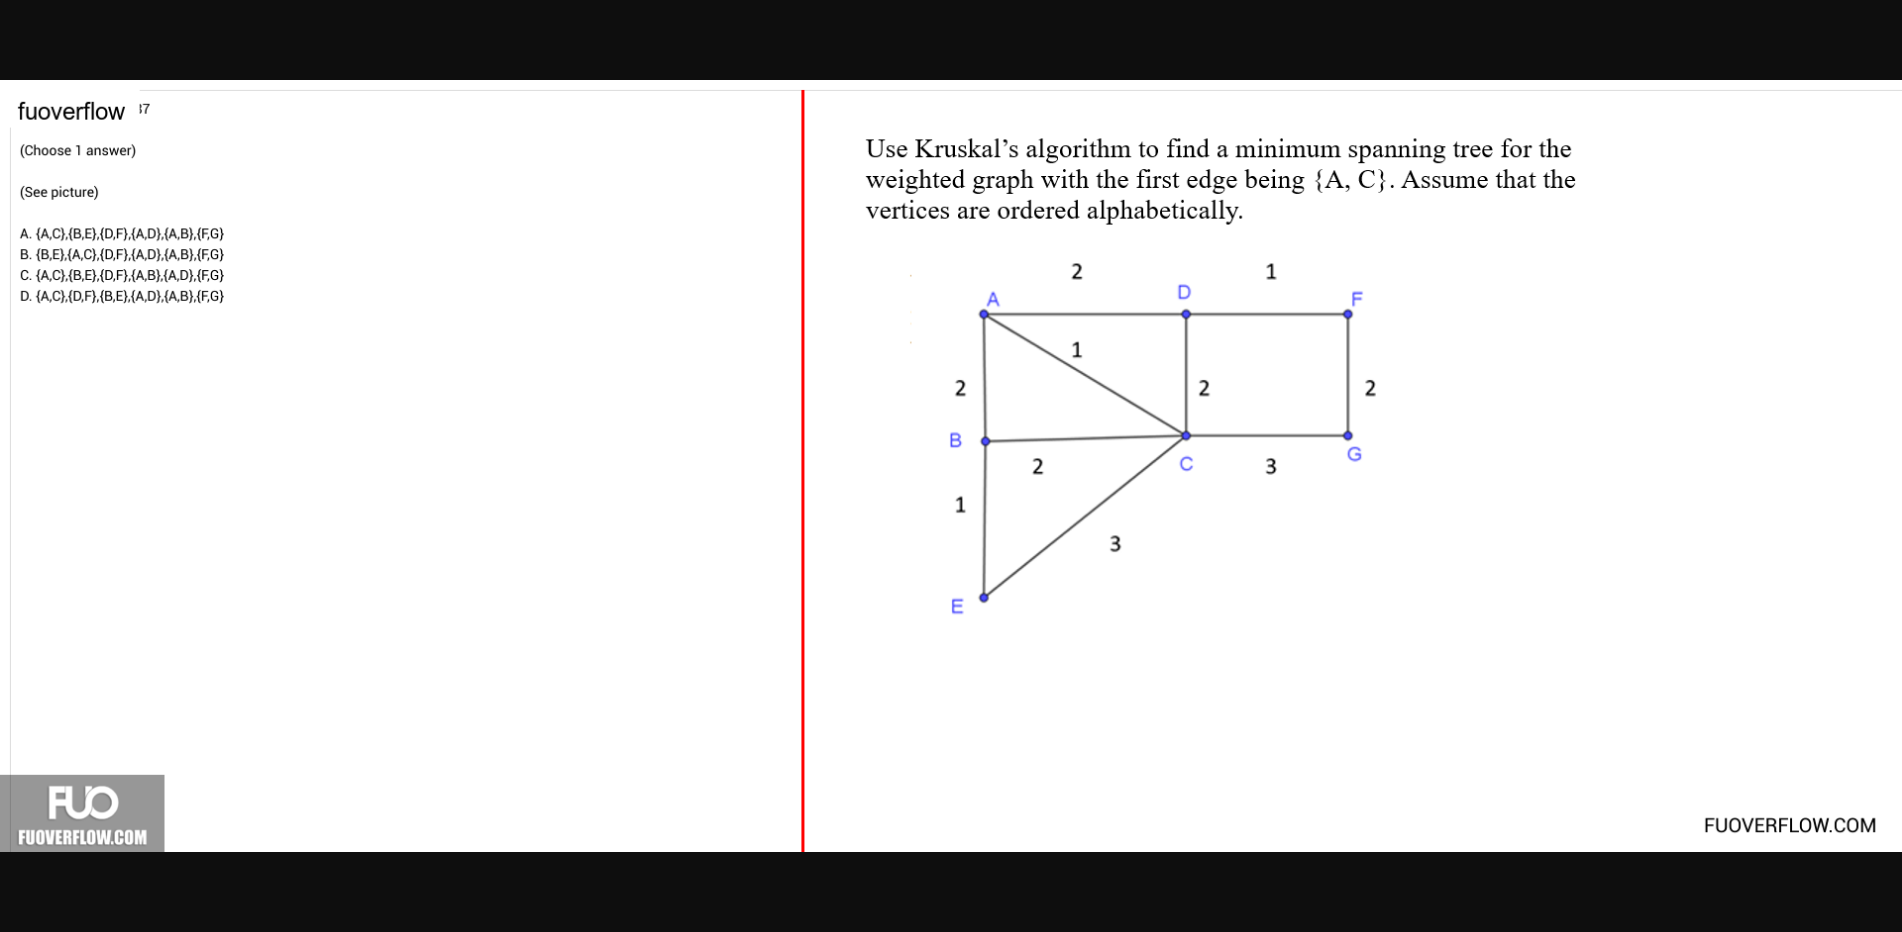 fuoverflow 37
(Choose 1 answer)
(See picture)
A. {A,C},{B,E},{D,F},{A,D},{A,B},{F,G}
B. {B,E},{A,C},{D,F},{A,D},{A,B},{F,G}
C. {A,C},{B,E},{D,F},{A,B},{A,D},{F,G}
D. {A,C},{D,F},{B,E},{A,D},{A,B},{F,G}
Use Kruskal’s algorithm to find a minimum spanning tree for the
weighted graph with the first edge being {A, C}. Assume that the
vertices are ordered alphabetically.
2 1
A D F
1
2 2 2
B C G
2 3
1
3
E
FUO
FUOVERFLOW.COM
FUOVERFLOW.COM